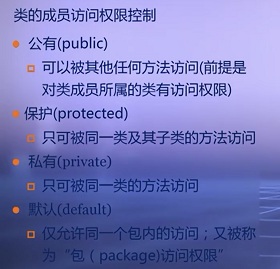 类的成员访问权限控制
公有(public)
可以被其他任何方法访问(前提是
对类成员所属的类有访问权限)
保护(protected)
只可被同一类及其子类的方法访问
私有(private)
只可被同一类的方法访问
默认(default)
仅允许同一个包内的访问；又被称
为“包（package)访问权限”